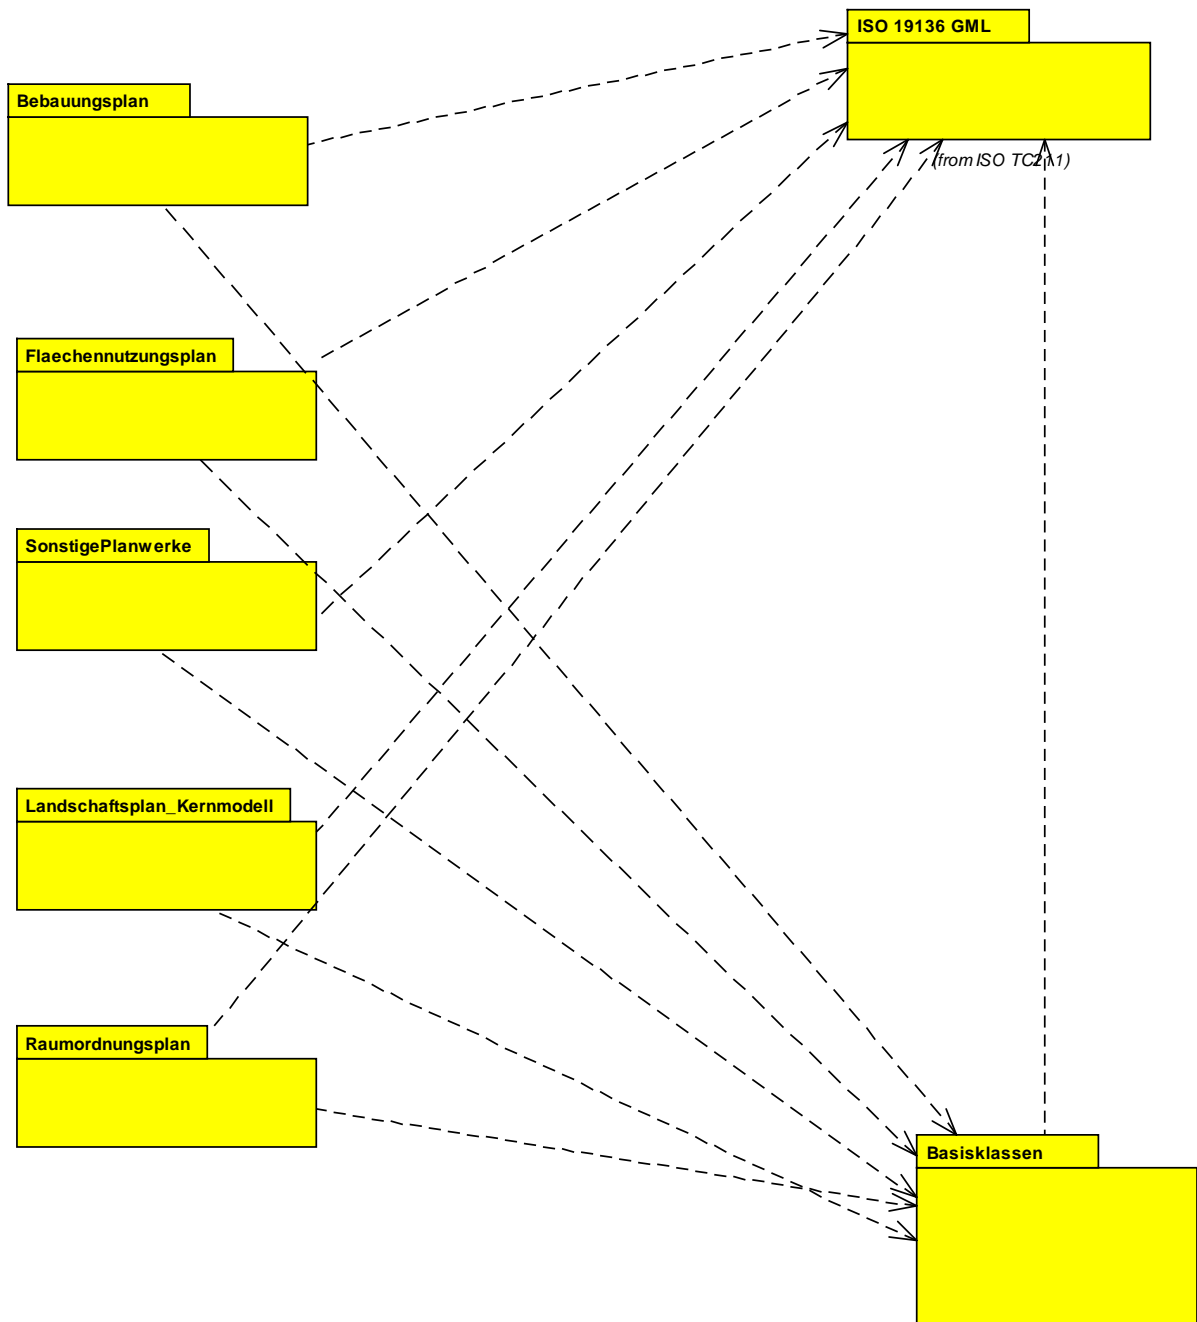 ISO 19136 GML
(from ISO TC211)
Bebauungsplan
Flaechennutzungsplan
SonstigePlanwerke
Landschaftsplan_Kernmodell
Raumordnungsplan
Basisklassen